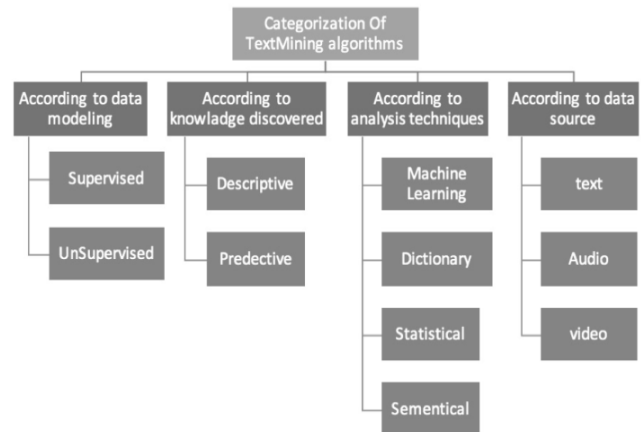 Categorization Of
TextMining algorithms
According to data
modeling
Supervised
UnSupervised
According to
knowladge discovered
Descriptive
Predective
According to
analysis techniques
Machine
Learning
Dictionary
Statistical
Sementical
According to data
source
text
Audio
video